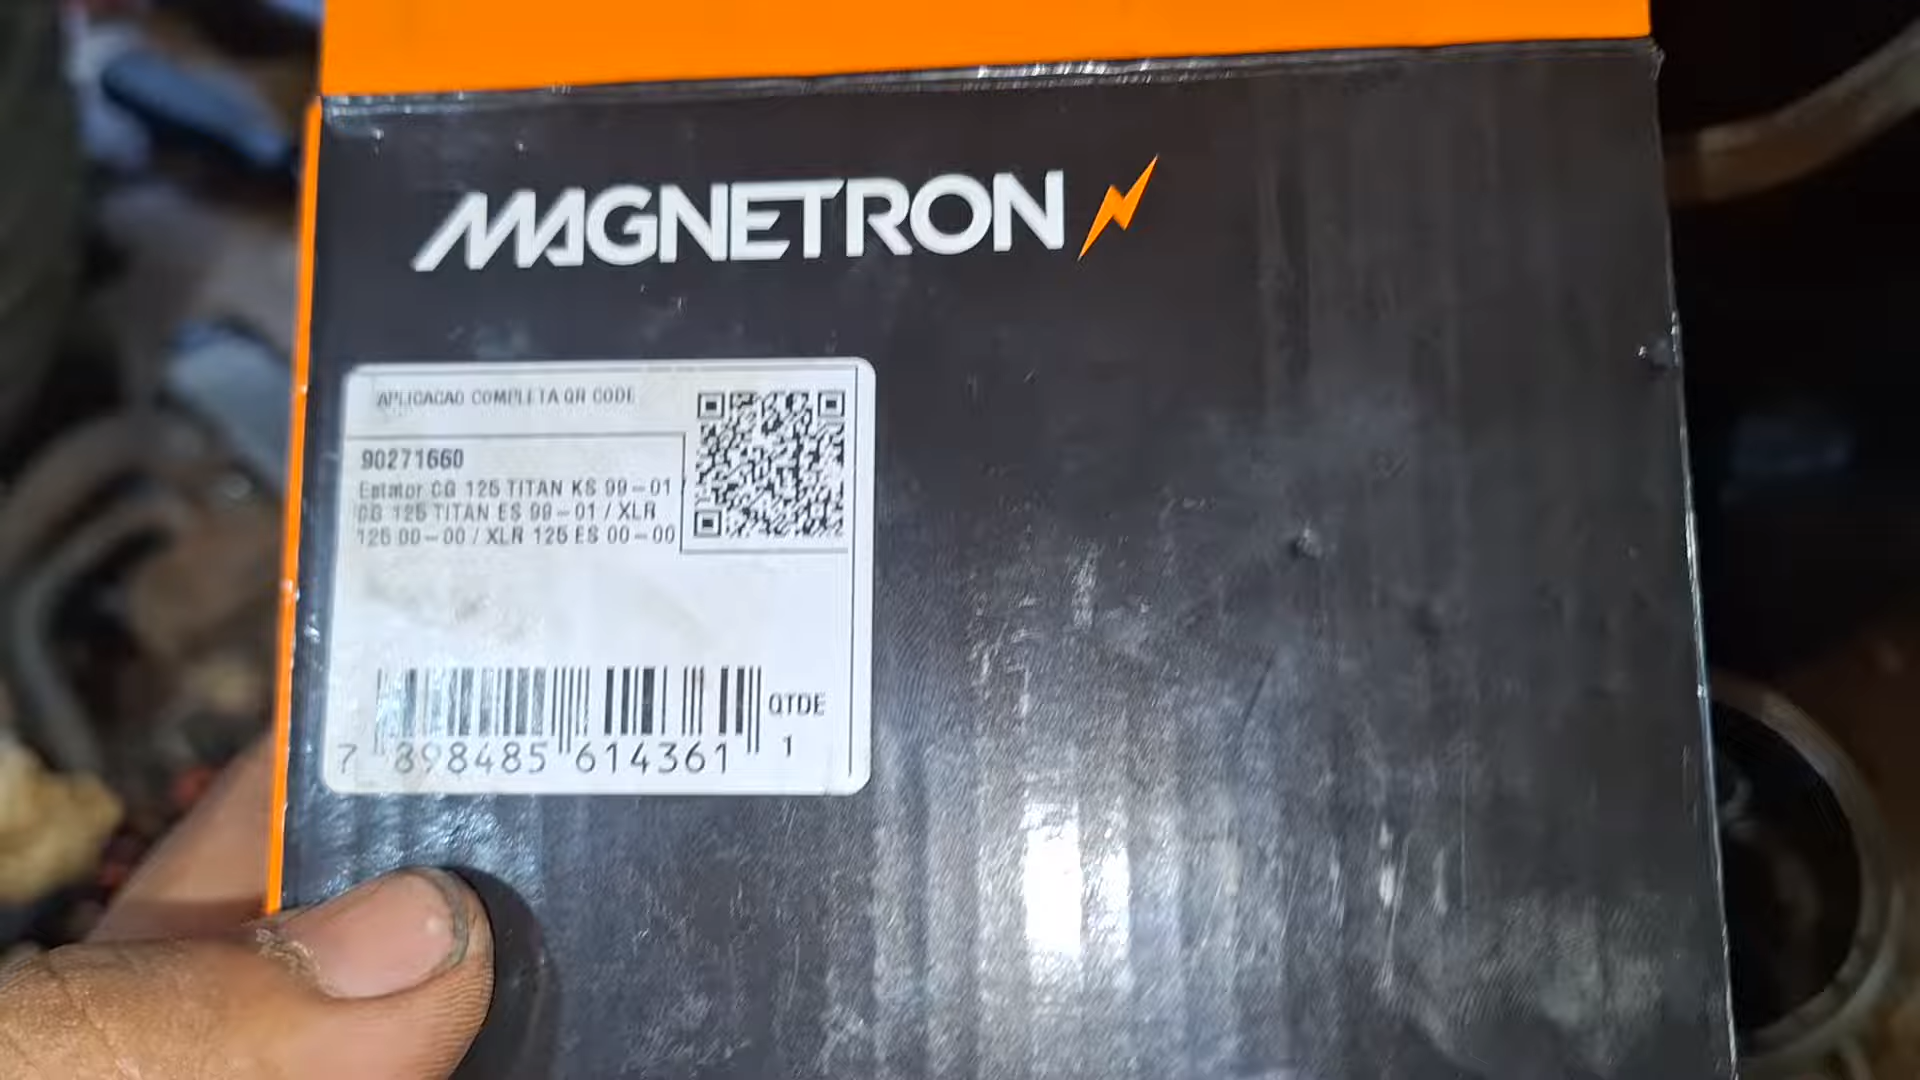 MAGNETRON
APLICACAO COMPLETA QR CODE
90271660
Estator CG 125 TITAN KS 99-01 /
CG 125 TITAN ES 99-01 / XLR
125 00-00 / XLR 125 ES 00-00
QTDE
1
7 898485 614361